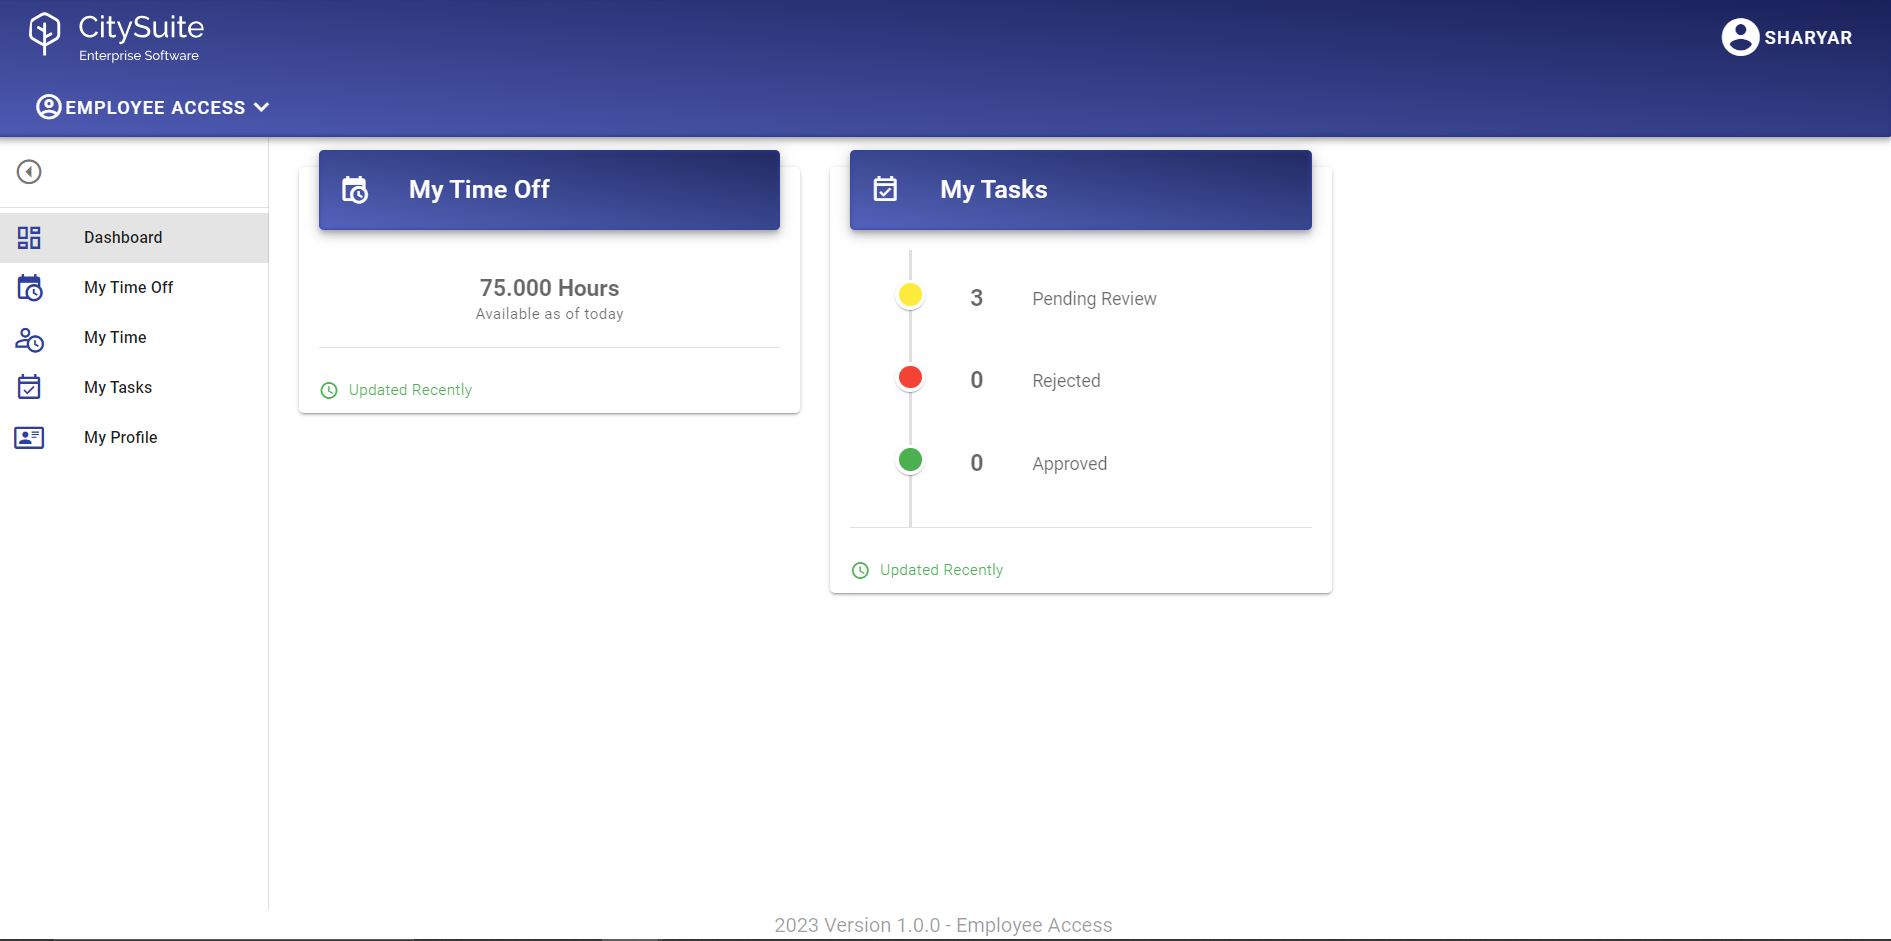 CitySuite
Enterprise Software
SHARYAR
EMPLOYEE ACCESS
Dashboard
My Time Off
My Time
My Tasks
My Profile
My Time Off
75.000 Hours
Available as of today
Updated Recently
My Tasks
3 Pending Review
0 Rejected
0 Approved
Updated Recently
2023 Version 1.0.0 - Employee Access